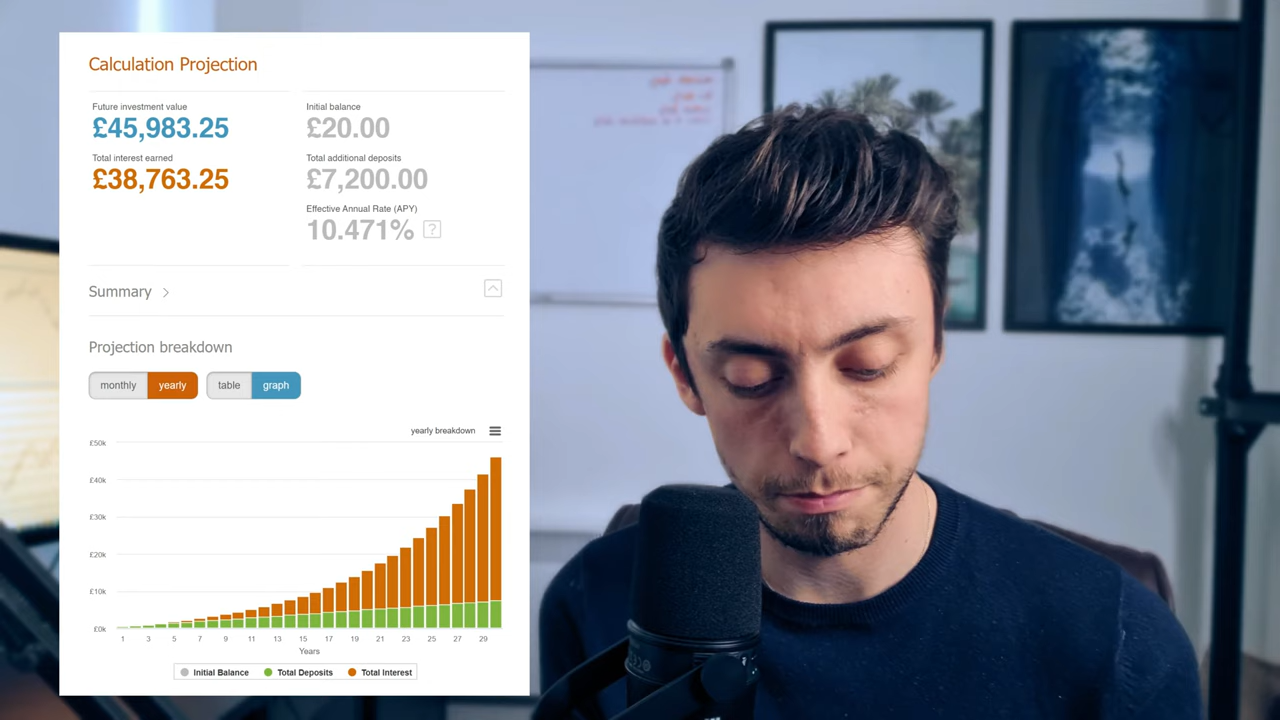 Calculation Projection
Future investment value
£45,983.25
Initial balance
£20.00
Total interest earned
£38,763.25
Total additional deposits
£7,200.00
Effective Annual Rate (APY)
10.471% ?
Summary
Projection breakdown
monthly yearly table graph
yearly breakdown
£50k
£40k
£30k
£20k
£10k
£0k
1 3 5 7 9 11 13 15 17 19 21 23 25 27 29
Years
Initial Balance Total Deposits Total Interest